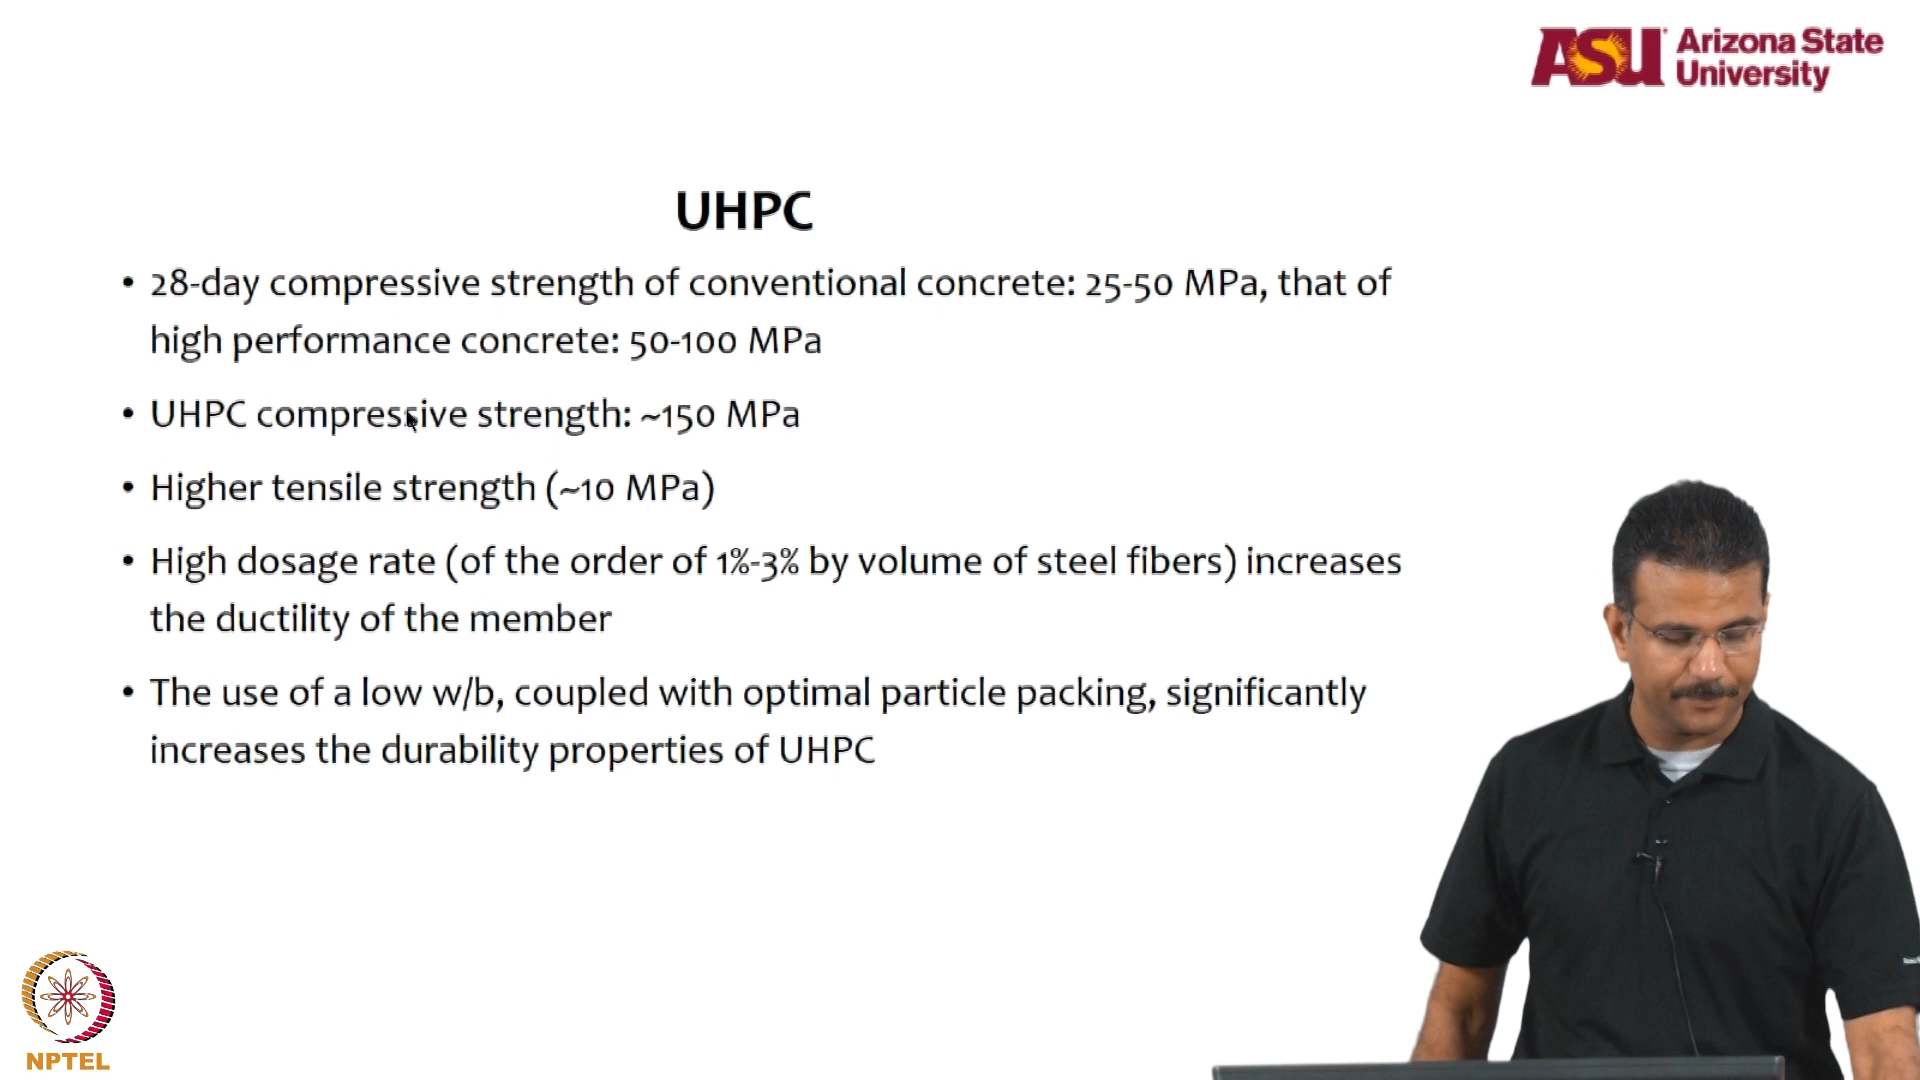 ASU Arizona State
University
UHPC
• 28-day compressive strength of conventional concrete: 25-50 MPa, that of
high performance concrete: 50-100 MPa
• UHPC compressive strength: ~150 MPa
• Higher tensile strength (~10 MPa)
• High dosage rate (of the order of 1%-3% by volume of steel fibers) increases
the ductility of the member
• The use of a low w/b, coupled with optimal particle packing, significantly
increases the durability properties of UHPC
NPTEL